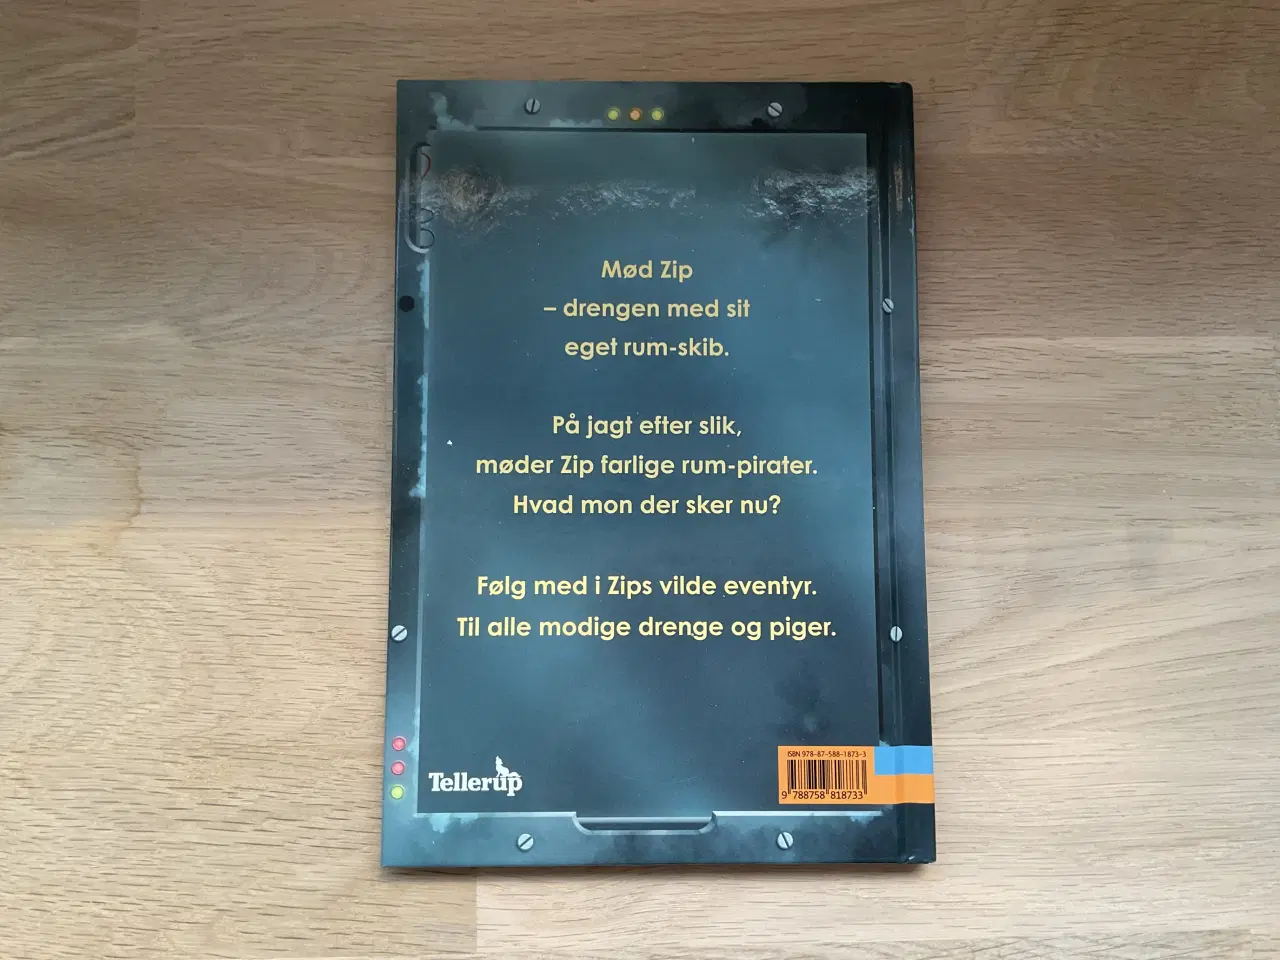 Mød Zip
– drengen med sit
eget rum-skib.
På jagt efter slik,
møder Zip farlige rum-pirater.
Hvad mon der sker nu?
Følg med i Zips vilde eventyr.
Til alle modige drenge og piger.
Tellerup
ISBN 978-87-588-1873-3
9 788758 818733